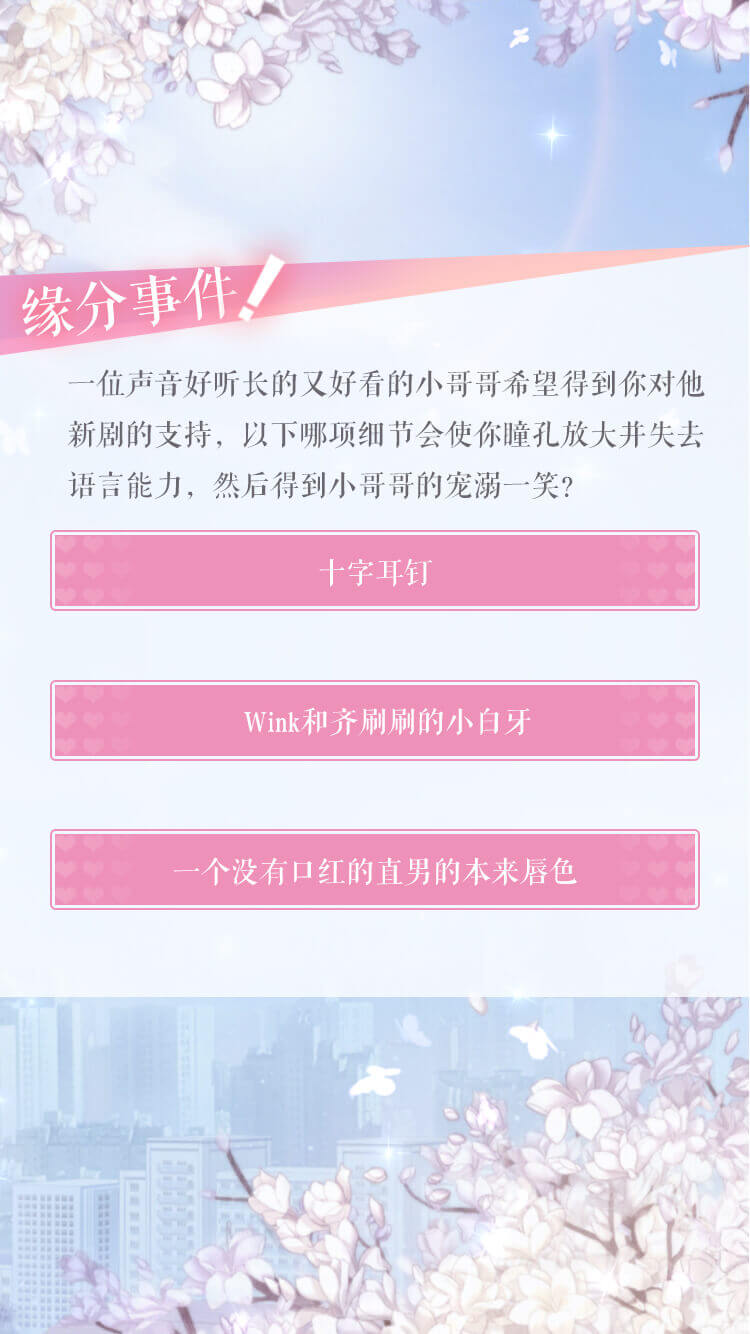 缘分事件!
一位声音好听长的又好看的小哥哥希望得到你对他
新剧的支持，以下哪项细节会使你瞳孔放大并失去
语言能力，然后得到小哥哥的宠溺一笑?
十字耳钉
Wink和齐刷刷的小白牙
一个没有口红的直男的本来唇色